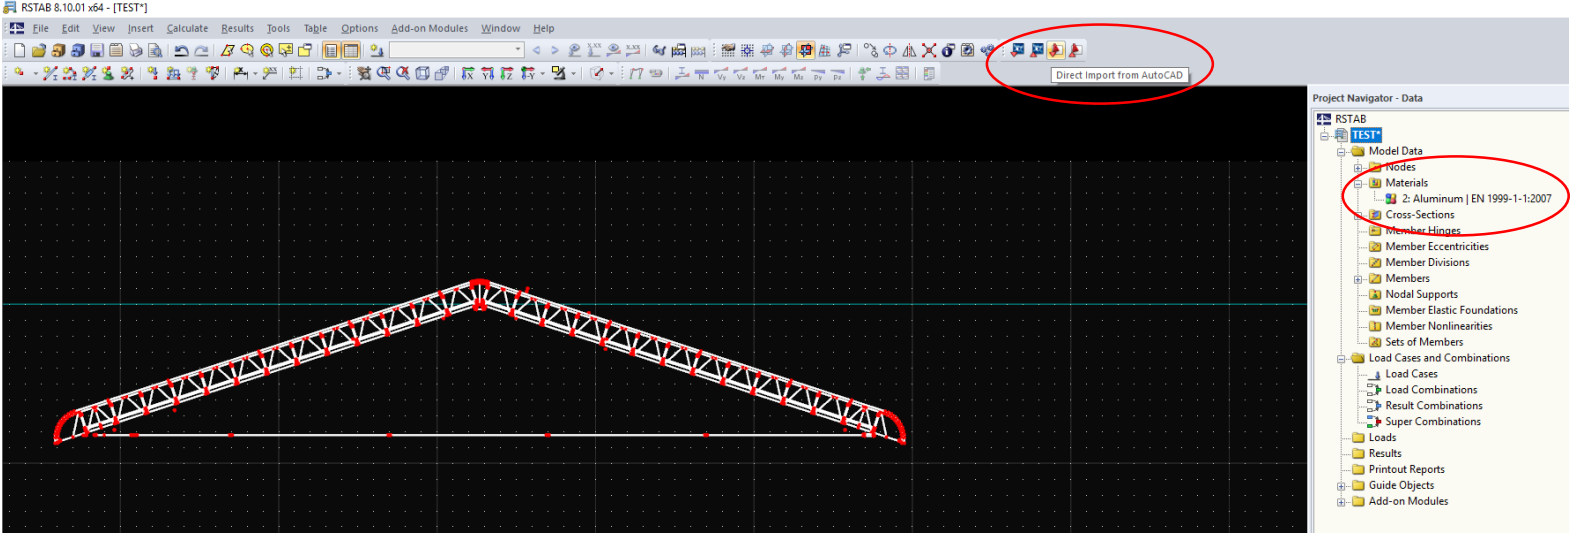 RSTAB 8.10.01 x64 - [TEST*]
File Edit View Insert Calculate Results Tools Table Options Add-on Modules Window Help
Direct Import from AutoCAD
Project Navigator - Data
RSTAB
TEST*
Model Data
Nodes
Materials
2: Aluminum | EN 1999-1-1:2007
Cross-Sections
Member Hinges
Member Eccentricities
Member Divisions
Members
Nodal Supports
Member Elastic Foundations
Member Nonlinearities
Sets of Members
Load Cases and Combinations
Load Cases
Load Combinations
Result Combinations
Super Combinations
Loads
Results
Printout Reports
Guide Objects
Add-on Modules